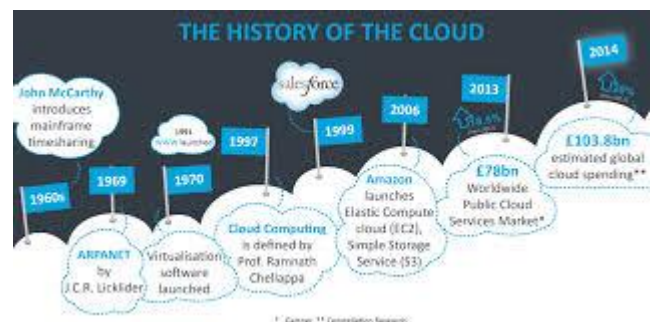 THE HISTORY OF THE CLOUD
John McCarthy
introduces
mainframe
timesharing
1960s
1969
ARPANET
by
J.C.R. Licklider
1991
WWW launched
1970
Virtualisation
software
launched
1997
Cloud Computing
is defined by
Prof. Ramnath
Chellappa
salesforce
1999
2006
Amazon
launches
Elastic Compute
cloud (EC2),
Simple Storage
Service (S3)
2013
£78bn
Worldwide
Public Cloud
Services Market*
2014
£103.8bn
estimated global
cloud spending**
* Gartner ** Constellation Research